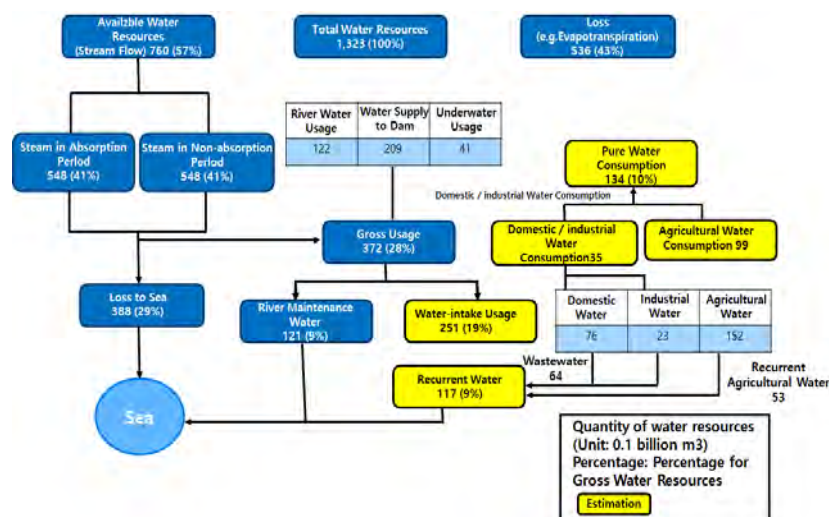 Availzble Water
Resources
(Stream Flow) 760 (57%)
Total Water Resources
1,323 (100%)
Loss
(e.g.Evapotranspiration)
536 (43%)
Steam in Absorption
Period
548 (41%)
Steam in Non-absorption
Period
548 (41%)
River Water
Usage
Water Supply
to Dam
Underwater
Usage
122
209
41
Pure Water
Consumption
134 (10%)
Domestic / industrial Water Consumption
Gross Usage
372 (28%)
Domestic / industrial
Water
Consumption35
Agricultural Water
Consumption 99
Loss to Sea
388 (29%)
River Maintenance
Water
121 (9%)
Water-intake Usage
251 (19%)
Domestic
Water
Industrial
Water
Agricultural
Water
76
23
152
Wastewater
64
Recurrent
Agricultural Water
53
Recurrent Water
117 (9%)
Sea
Quantity of water resources
(Unit: 0.1 billion m3)
Percentage: Percentage for
Gross Water Resources
Estimation